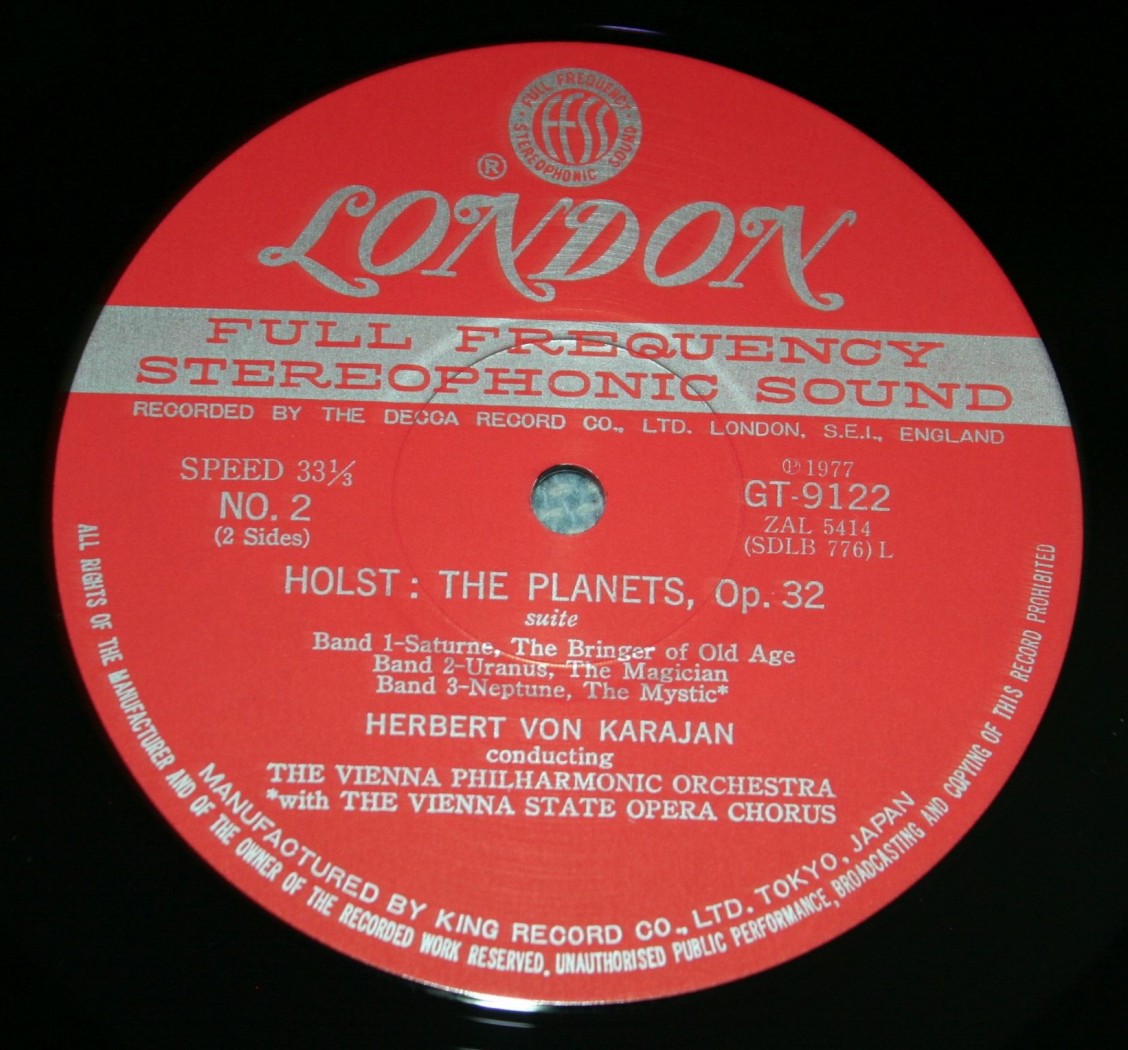 FULL FREQUENCY
FFSS
STEREOPHONIC SOUND
®
LONDON
FULL FREQUENCY
STEREOPHONIC SOUND
RECORDED BY THE DECCA RECORD CO., LTD. LONDON, S.E.I., ENGLAND
SPEED 33⅓
NO. 2
(2 Sides)
℗1977
GT-9122
ZAL 5414
(SDLB 776) L
HOLST: THE PLANETS, Op. 32
suite
Band 1-Saturne, The Bringer of Old Age
Band 2-Uranus, The Magician
Band 3-Neptune, The Mystic*
HERBERT VON KARAJAN
conducting
THE VIENNA PHILHARMONIC ORCHESTRA
*with THE VIENNA STATE OPERA CHORUS
MANUFACTURED BY KING RECORD CO., LTD. TOKYO, JAPAN
ALL RIGHTS OF THE MANUFACTURER AND OF THE OWNER OF THE RECORDED WORK RESERVED. UNAUTHORISED PUBLIC PERFORMANCE, BROADCASTING AND COPYING OF THIS RECORD PROHIBITED